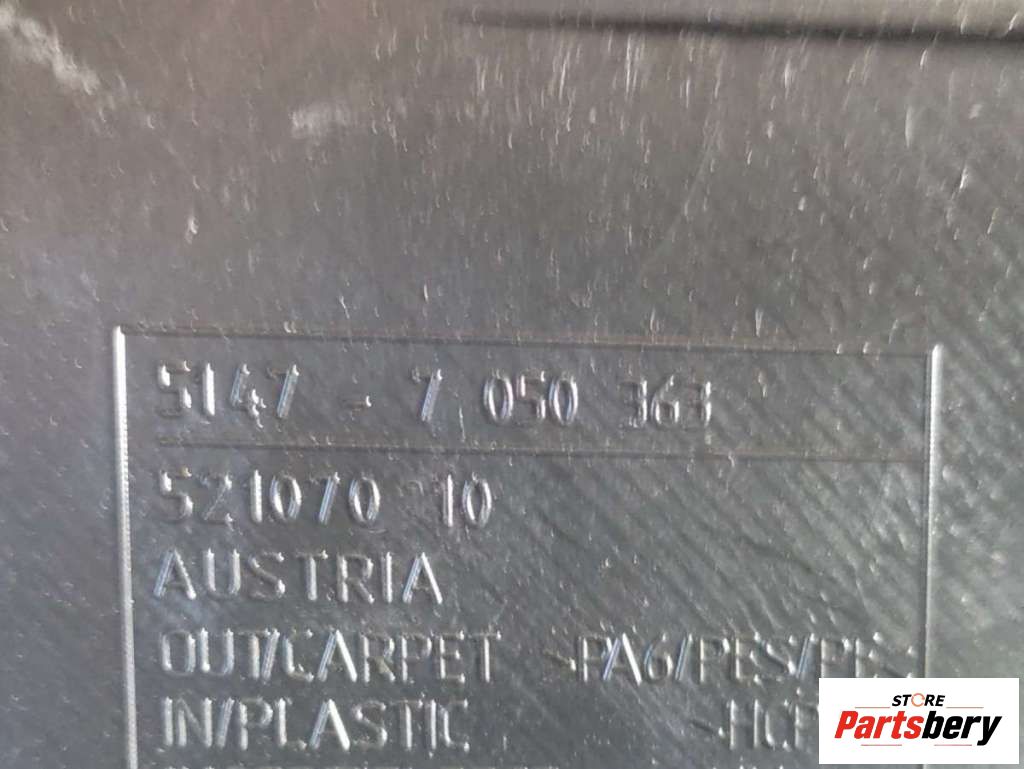 5147 - 7 050 363
521070 10
AUSTRIA
OUT/CARPET >PA6/PES/PE
IN/PLASTIC
STORE
Partsbery